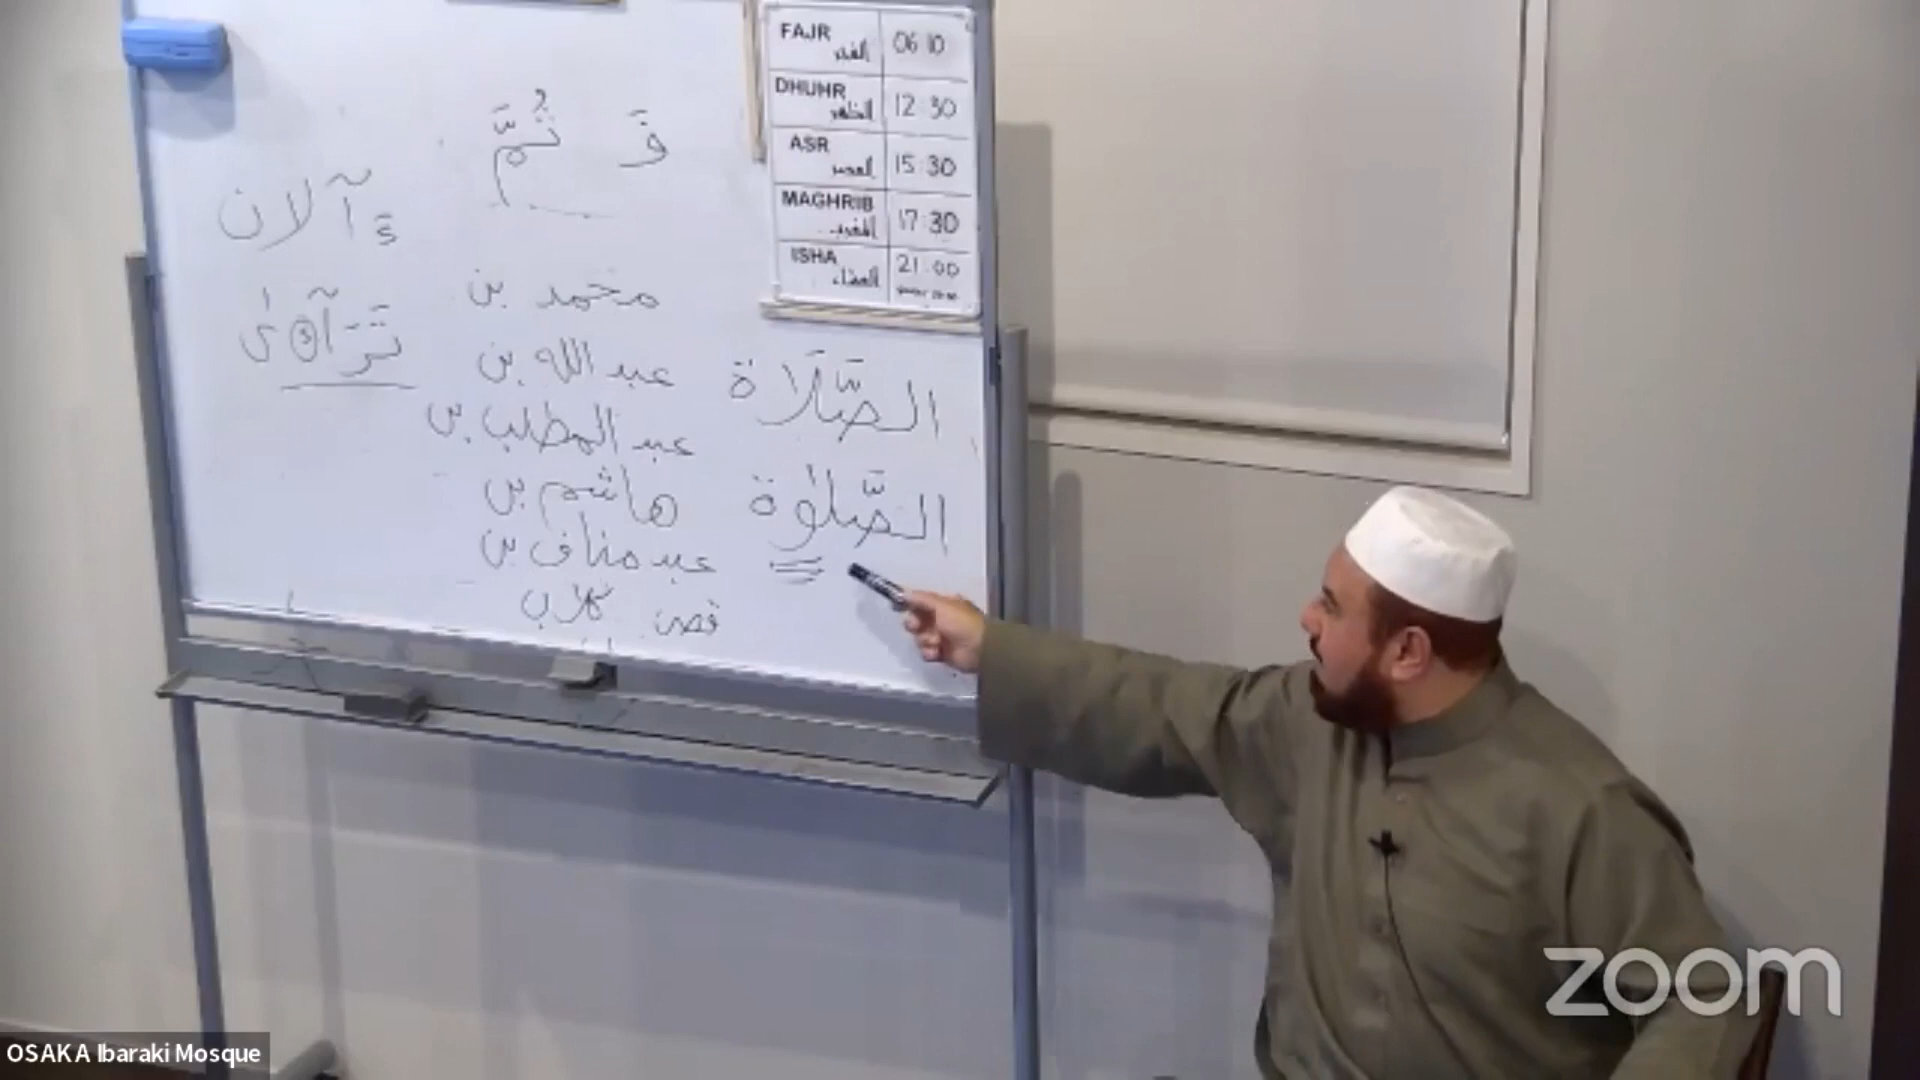 FAJR الفجر 06 10
DHUHR الظهر 12 30
ASR العصر 15:30
MAGHRIB المغرب 17:30
ISHA العشاء 21:00
ثُمَّ
ءَآلان
محمد بن
عبد الله بن
عبد المطلب بن
هاشم بن
عبد مناف بن
قصي كلاب
الصَّلَاة
الصَّلوٰة
zoom
OSAKA Ibaraki Mosque